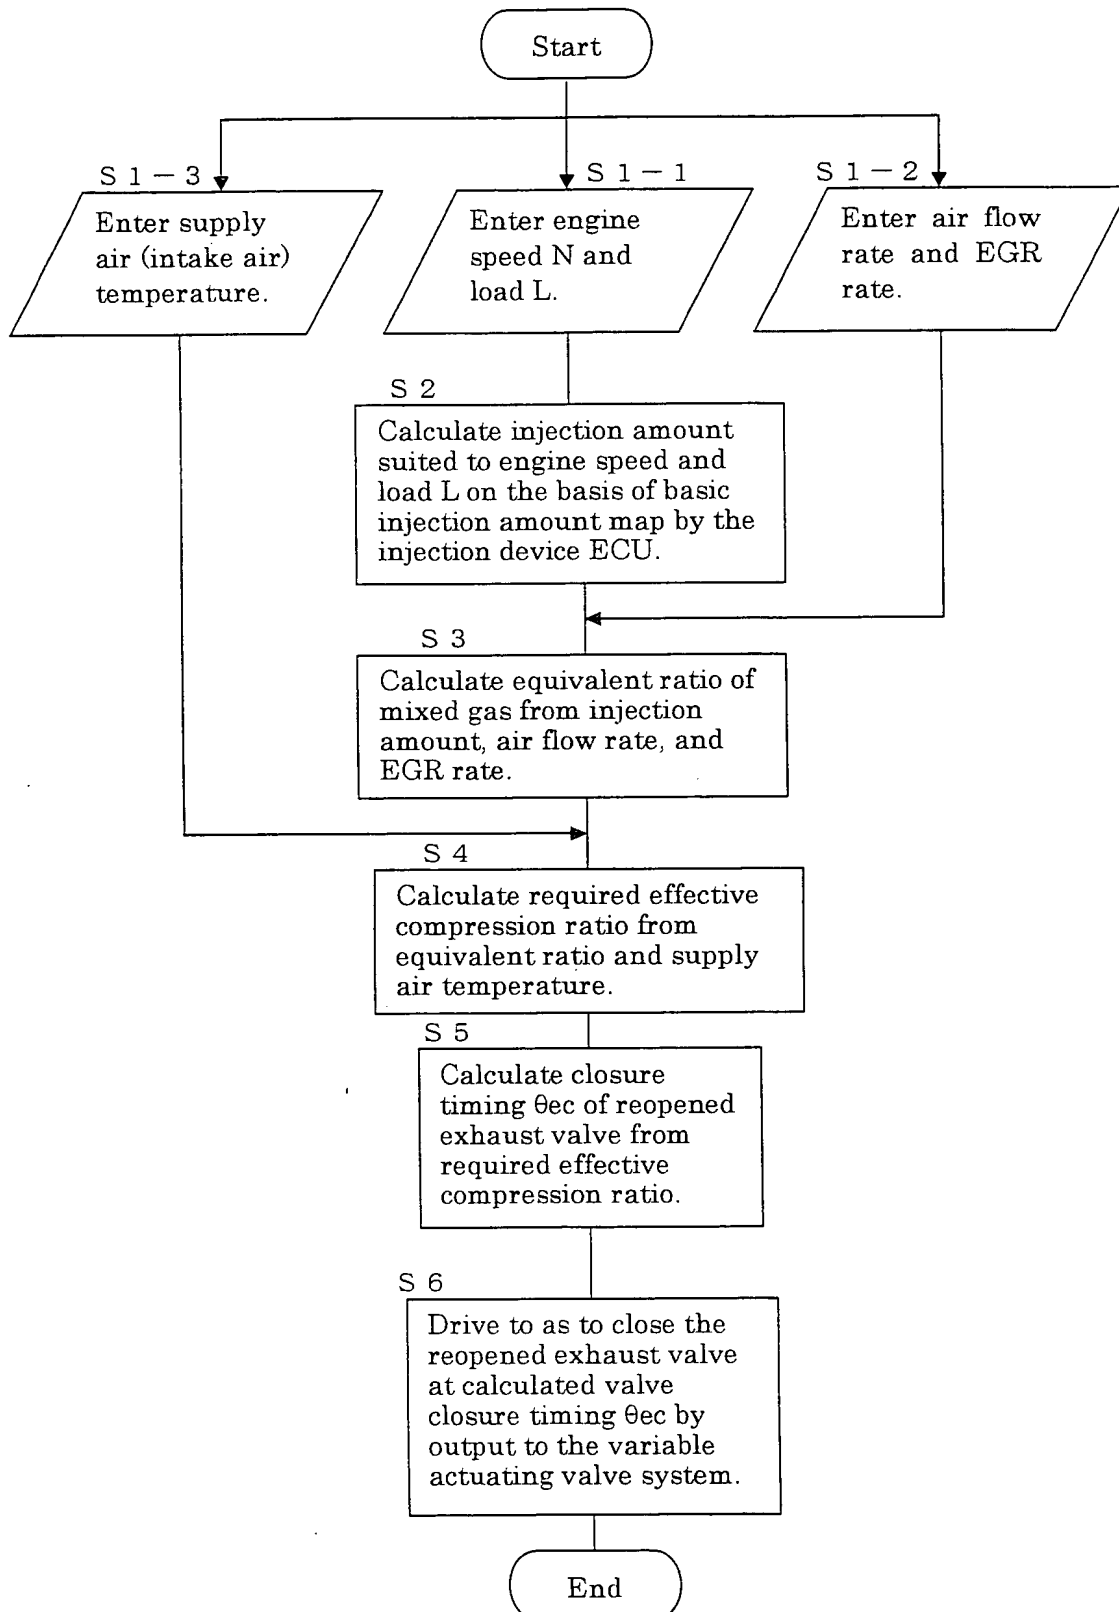 Start
S 1 - 3
Enter supply
air (intake air)
temperature.
S 1 - 1
Enter engine
speed N and
load L.
S 1 - 2
Enter air flow
rate and EGR
rate.
S 2
Calculate injection amount
suited to engine speed and
load L on the basis of basic
injection amount map by the
injection device ECU.
S 3
Calculate equivalent ratio of
mixed gas from injection
amount, air flow rate, and
EGR rate.
S 4
Calculate required effective
compression ratio from
equivalent ratio and supply
air temperature.
S 5
Calculate closure
timing θec of reopened
exhaust valve from
required effective
compression ratio.
S 6
Drive to as to close the
reopened exhaust valve
at calculated valve
closure timing θec by
output to the variable
actuating valve system.
End